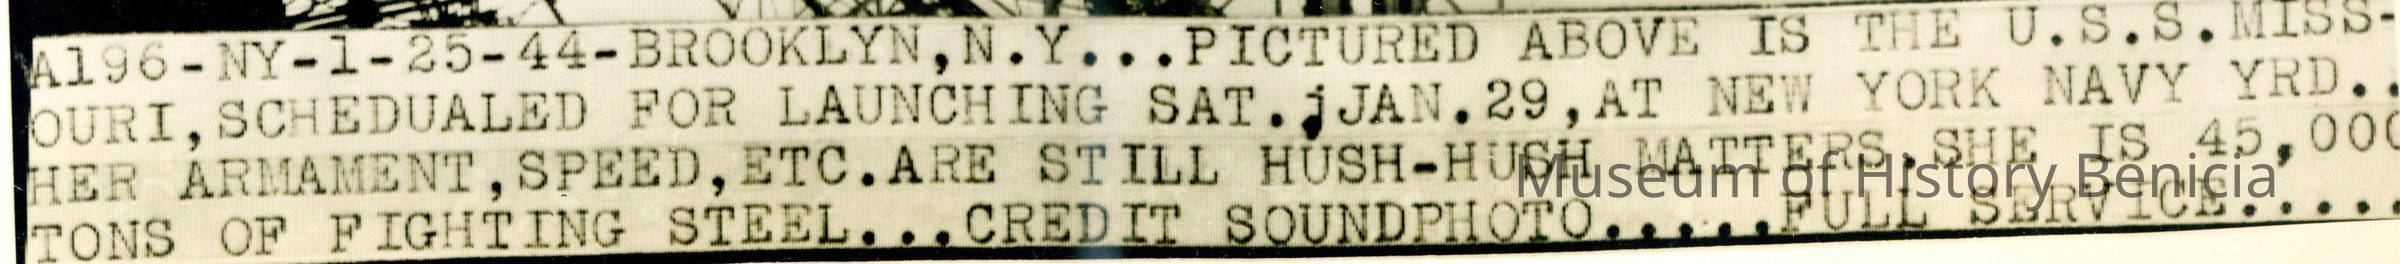 A196-NY-1-25-44-BROOKLYN,N.Y...PICTURED ABOVE IS THE U.S.S.MISS-
OURI,SCHEDUALED FOR LAUNCHING SAT.jJAN.29,AT NEW YORK NAVY YRD..
HER ARMAMENT,SPEED,ETC.ARE STILL HUSH-HUSH MATTERS.SHE IS 45,000
TONS OF FIGHTING STEEL...CREDIT SOUNDPHOTO.....FULL SERVICE.....
Museum of History Benicia